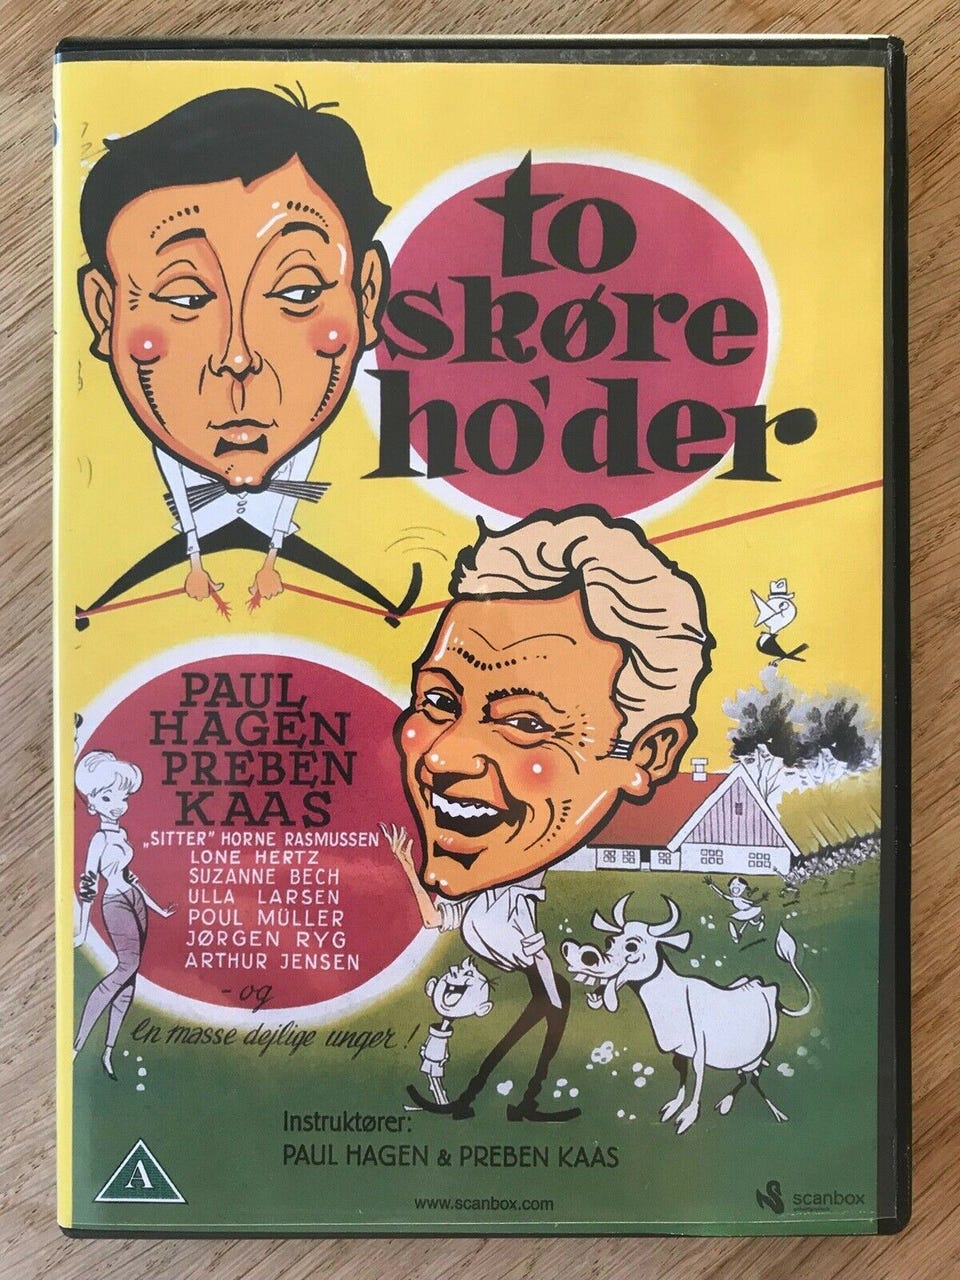 to
skøre
ho'der
PAUL
HAGEN
PREBEN
KAAS
„SITTER" HORNE RASMUSSEN
LONE HERTZ
SUZANNE BECH
ULLA LARSEN
POUL MÜLLER
JØRGEN RYG
ARTHUR JENSEN
- og
en masse dejlige unger!
Instruktører:
PAUL HAGEN & PREBEN KAAS
A
www.scanbox.com
scanbox